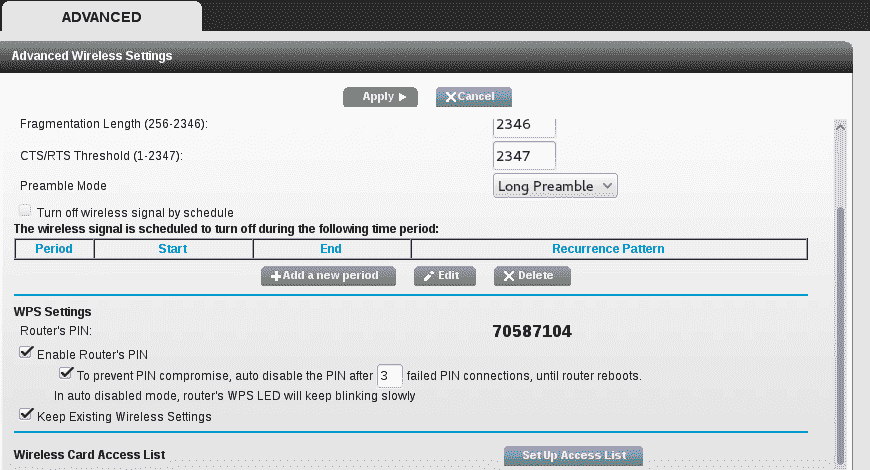 ADVANCED
Advanced Wireless Settings
Apply Cancel
Fragmentation Length (256-2346): 2346
CTS/RTS Threshold (1-2347): 2347
Preamble Mode Long Preamble
Turn off wireless signal by schedule
The wireless signal is scheduled to turn off during the following time period:
Period Start End Recurrence Pattern
Add a new period Edit Delete
WPS Settings
Router's PIN: 70587104
Enable Router's PIN
To prevent PIN compromise, auto disable the PIN after 3 failed PIN connections, until router reboots.
In auto disabled mode, router's WPS LED will keep blinking slowly
Keep Existing Wireless Settings
Wireless Card Access List Set Up Access List